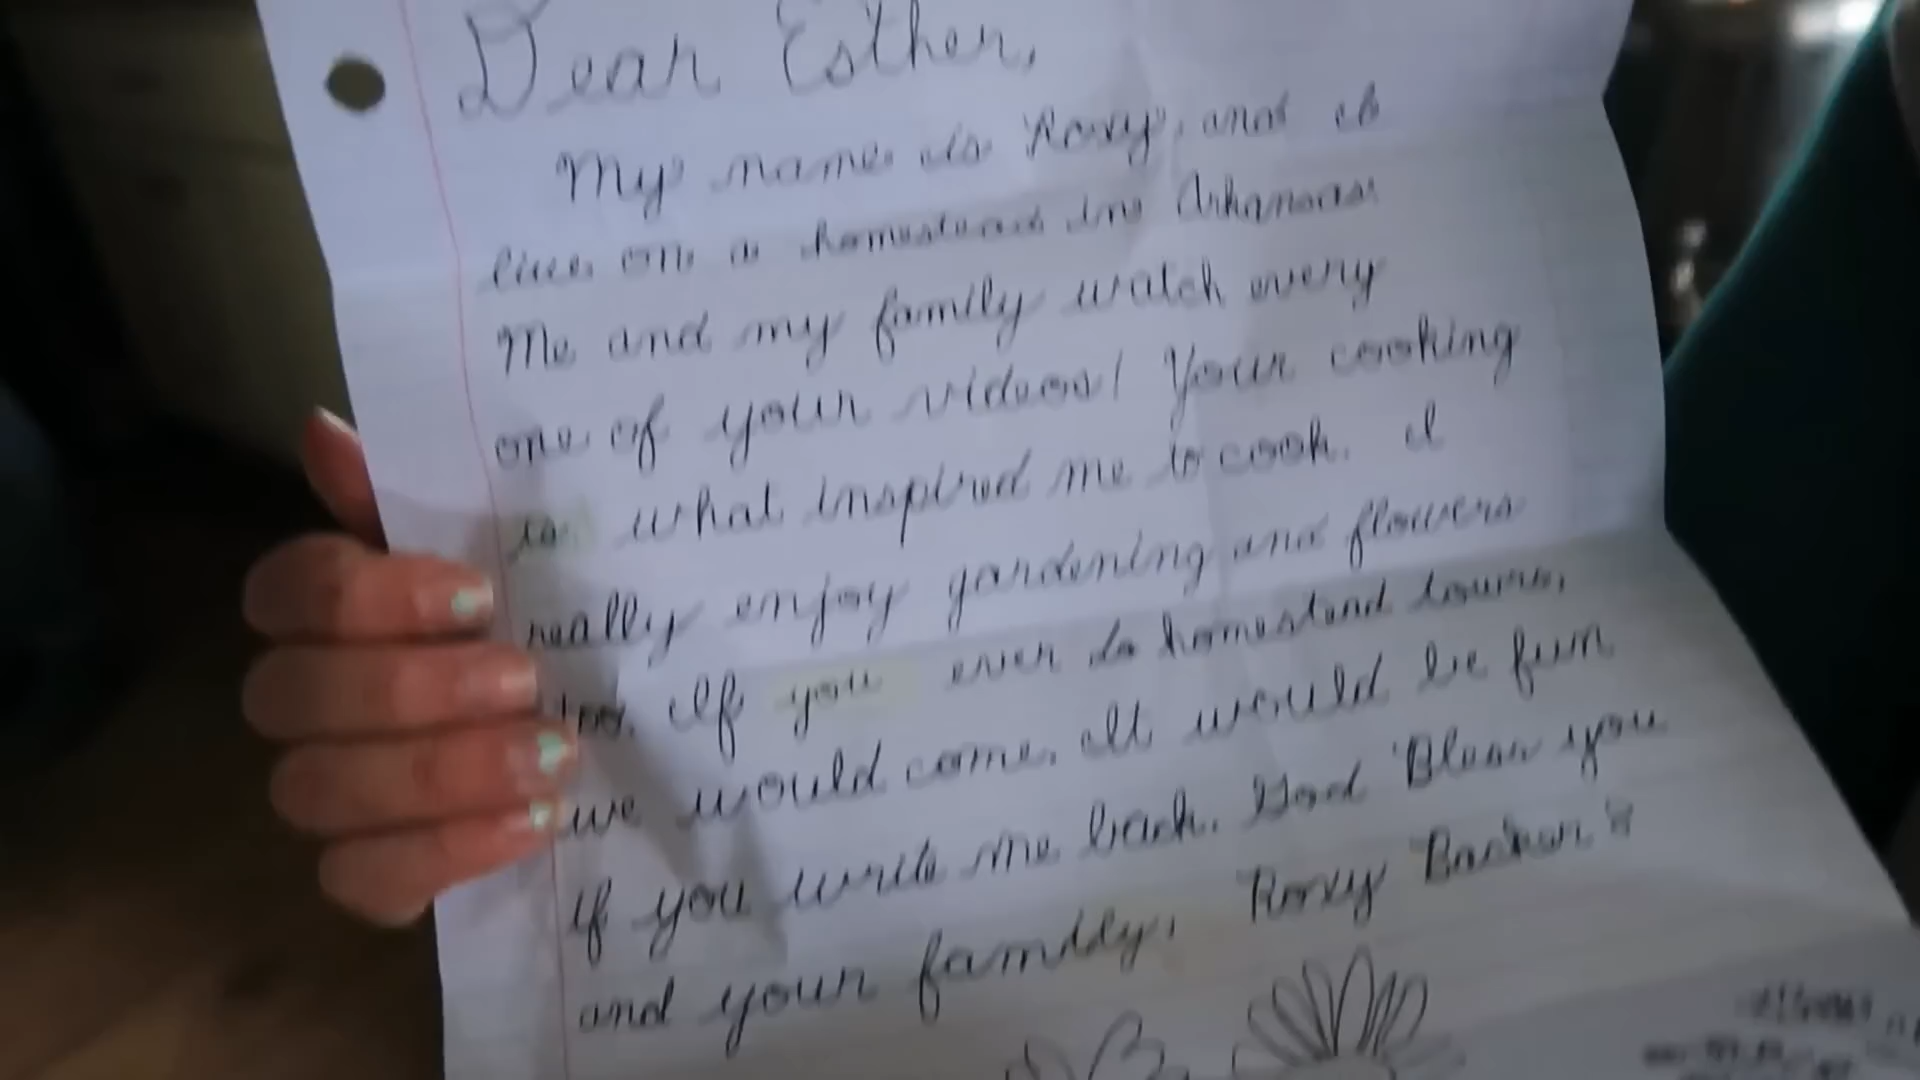 Dear Esther,
My name is Roxy, and I
live on a homestead in Arkansas
Me and my family watch every
one of your videos! Your cooking
is what inspired me to cook. I
really enjoy gardening and flowers
too. If you ever do homestead tours,
we would come. It would be fun
if you write me back. God Bless you
and your family, Roxy